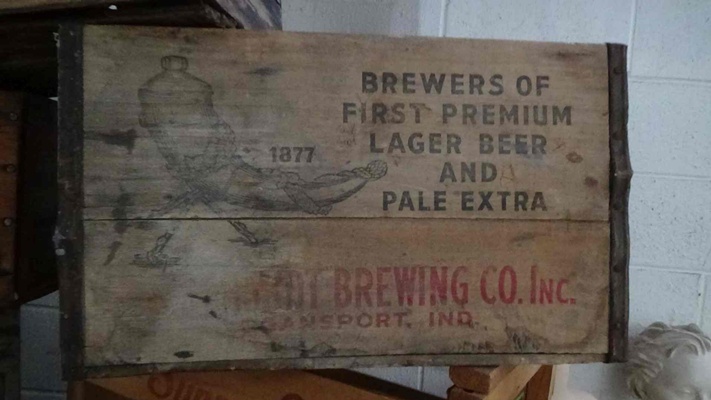 1877
BREWERS OF
FIRST PREMIUM
LAGER BEER
AND
PALE EXTRA
BREWING CO. INC.
IND.